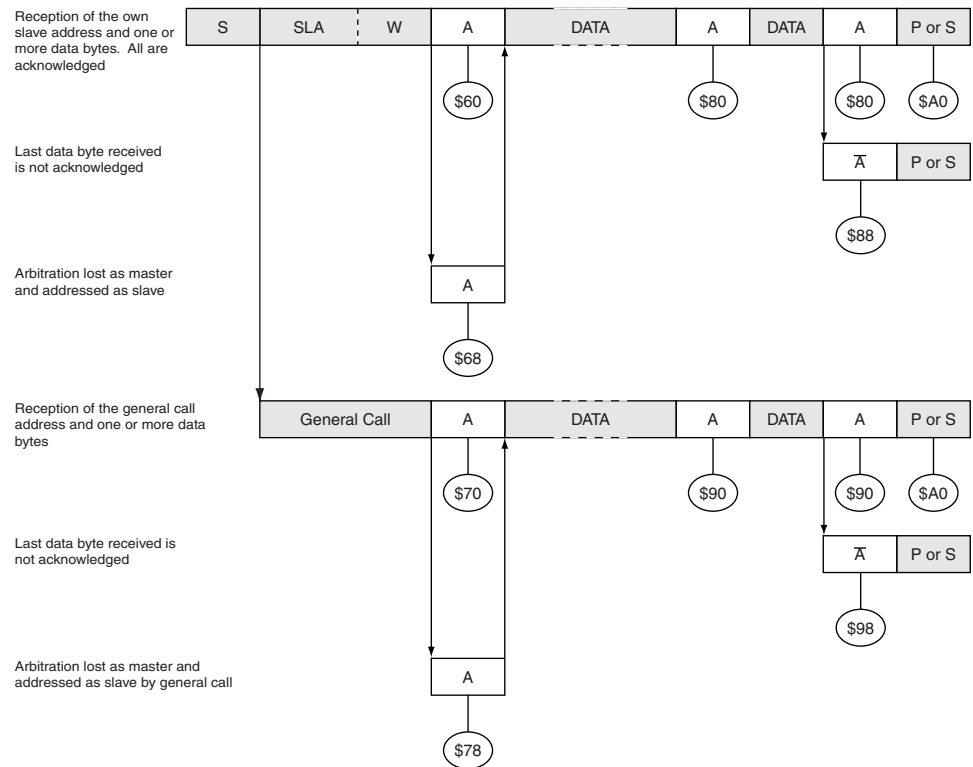 Reception of the own
slave address and one or
more data bytes. All are
acknowledged
S SLA W A DATA A DATA A P or S
$60 $80 $80 $A0
Last data byte received
is not acknowledged
A̅ P or S
$88
Arbitration lost as master
and addressed as slave
A
$68
Reception of the general call
address and one or more data
bytes
General Call A DATA A DATA A P or S
$70 $90 $90 $A0
Last data byte received is
not acknowledged
A̅ P or S
$98
Arbitration lost as master and
addressed as slave by general call
A
$78